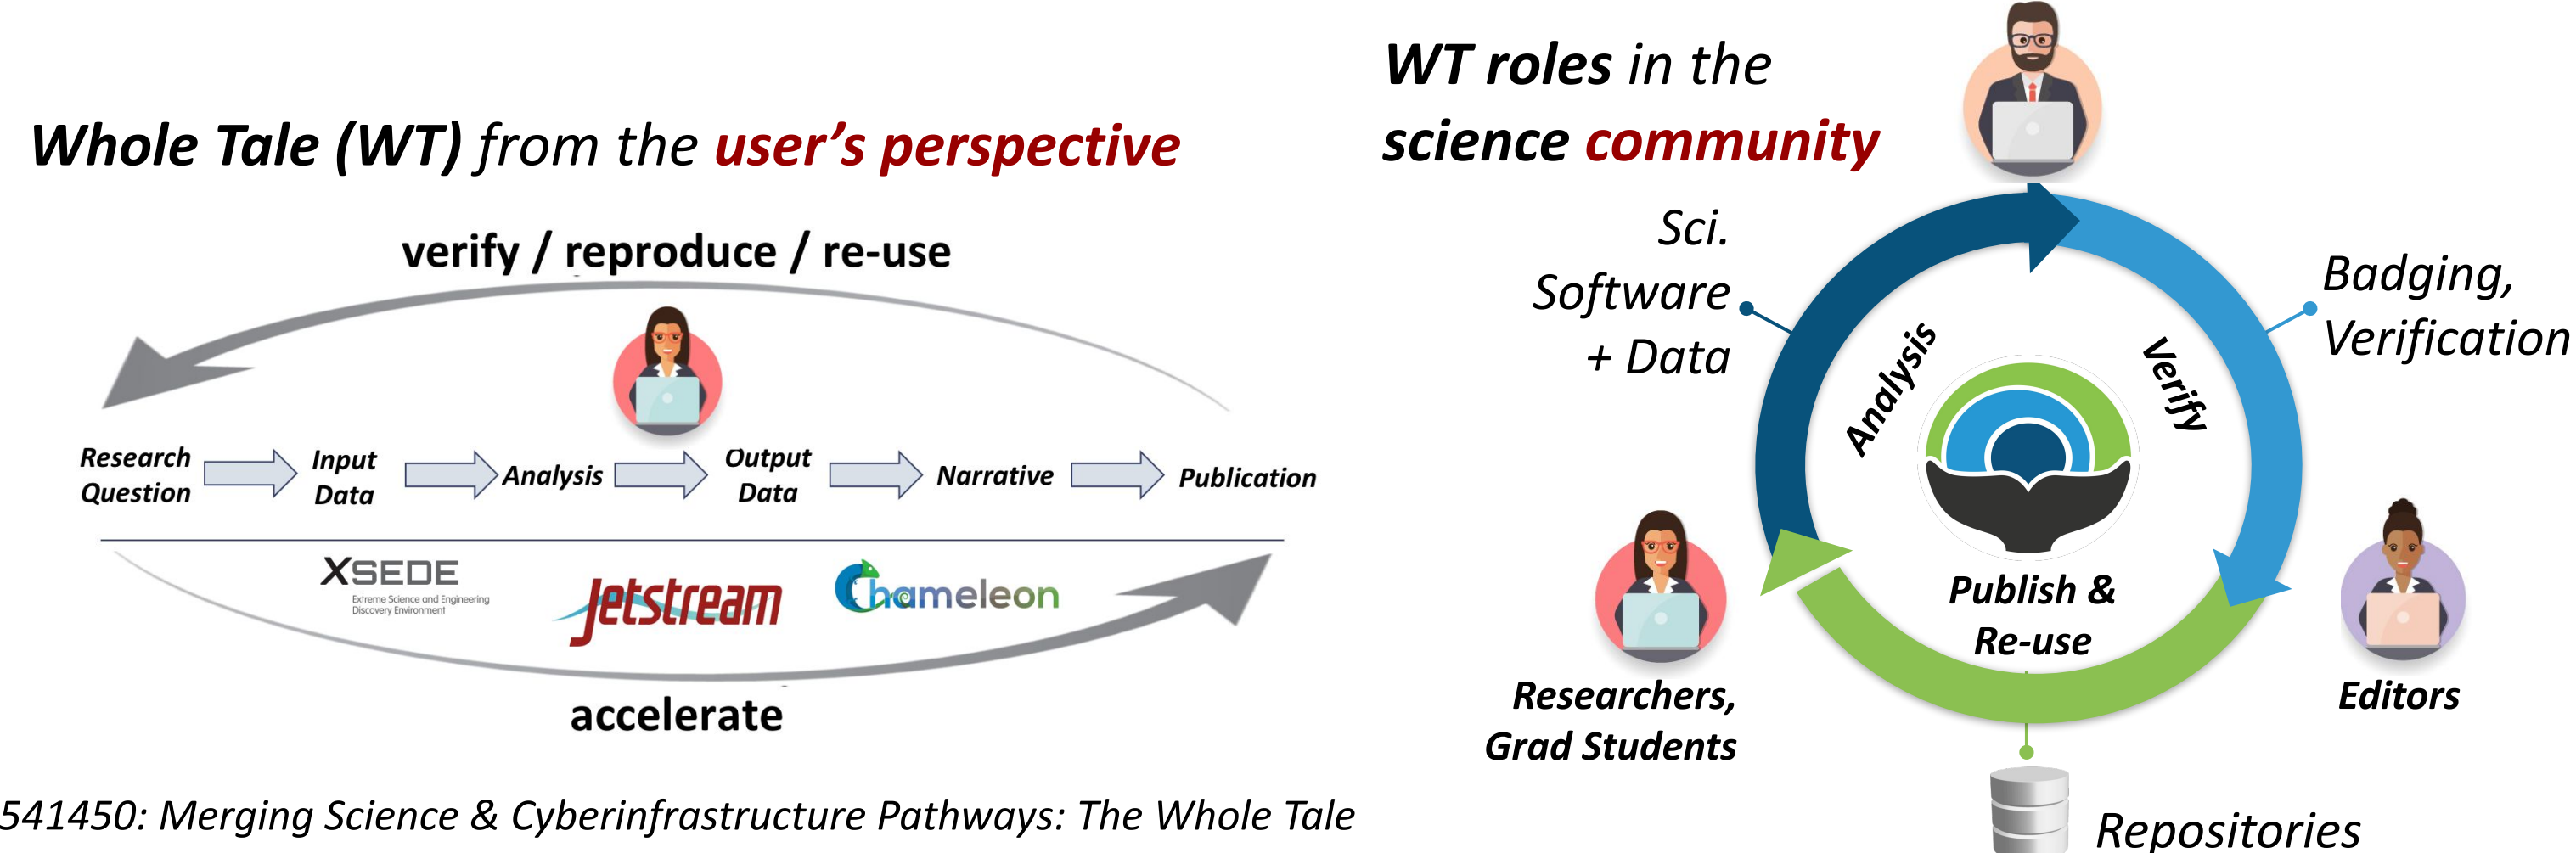 Whole Tale (WT) from the user's perspective
verify / reproduce / re-use
Research
Question
Input
Data
Analysis
Output
Data
Narrative
Publication
XSEDE
Extreme Science and Engineering
Discovery Environment
Jetstream
Chameleon
accelerate
541450: Merging Science & Cyberinfrastructure Pathways: The Whole Tale
WT roles in the
science community
Sci.
Software
+ Data
Badging,
Verification
Analysis
Verify
Publish &
Re-use
Researchers,
Grad Students
Editors
Repositories